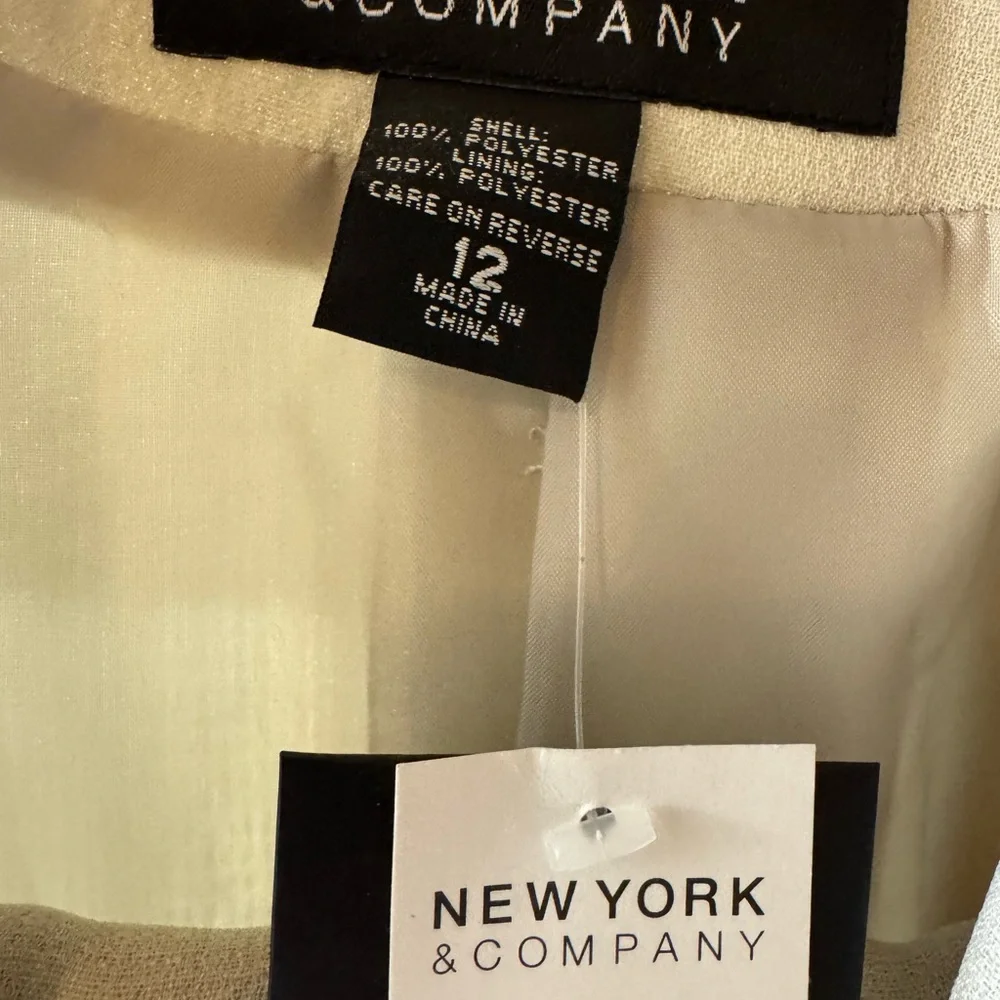 & COMPANY
SHELL:
100% POLYESTER
LINING:
100% POLYESTER
CARE ON REVERSE
12
MADE IN
CHINA
NEW YORK
& COMPANY